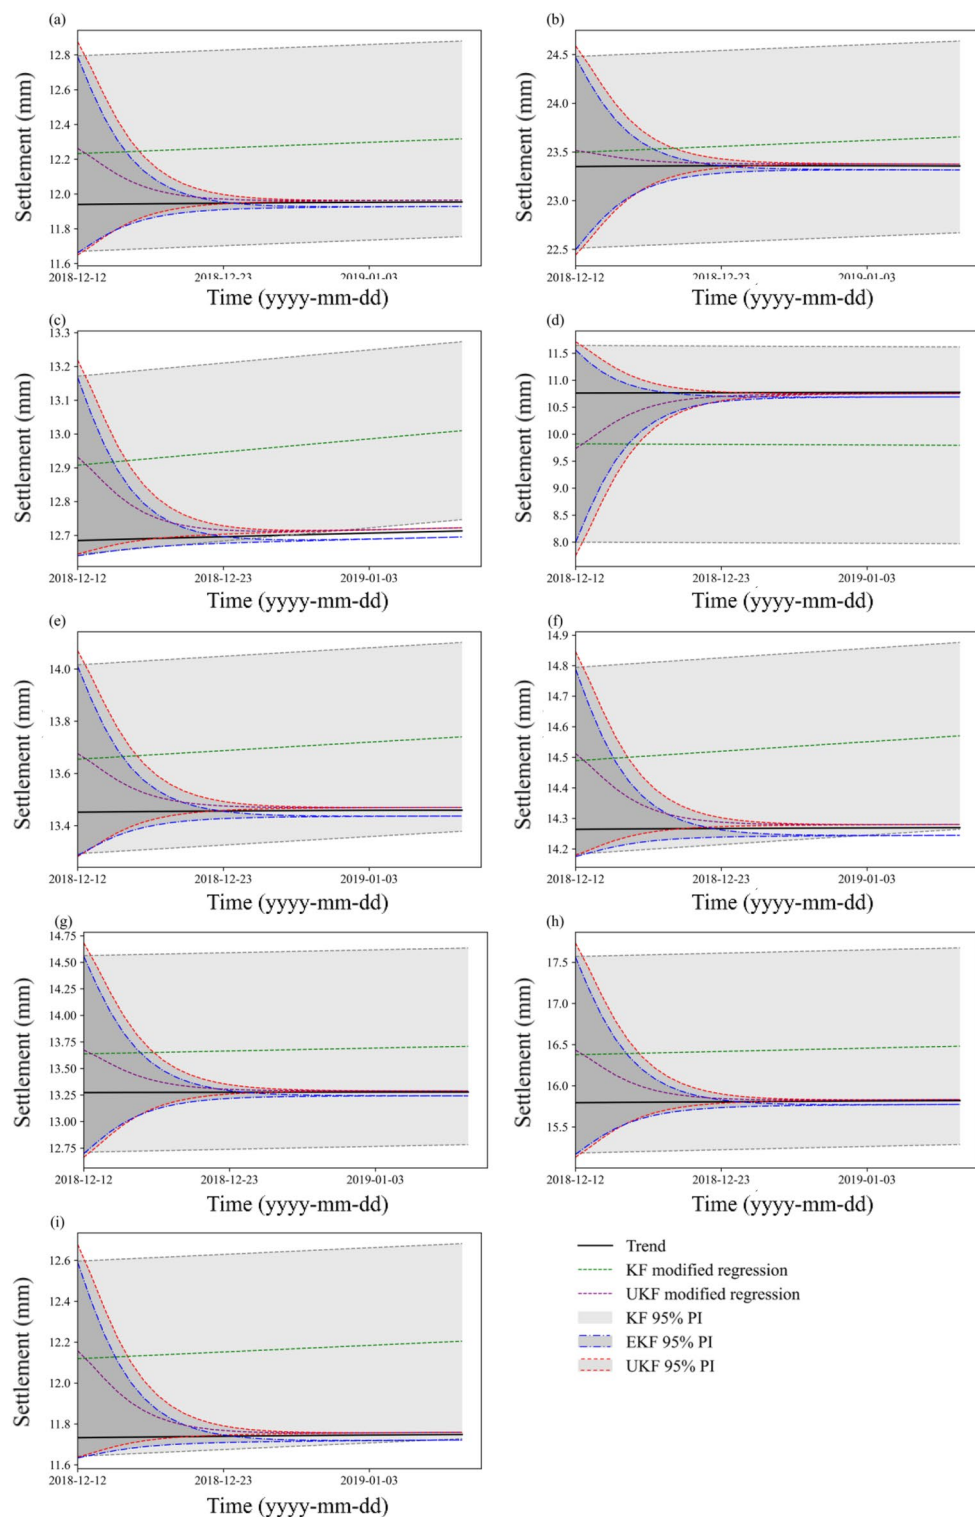 (a)
12.8
12.6
12.4
12.2
12.0
11.8
11.6
Settlement (mm)
2018-12-12
2018-12-23
2019-01-03
Time (yyyy-mm-dd)
(b)
24.5
24.0
23.5
23.0
22.5
Settlement (mm)
2018-12-12
2018-12-23
2019-01-03
Time (yyyy-mm-dd)
(c)
13.3
13.2
13.1
13.0
12.9
12.8
12.7
Settlement (mm)
2018-12-12
2018-12-23
2019-01-03
Time (yyyy-mm-dd)
(d)
11.5
11.0
10.5
10.0
9.5
9.0
8.5
8.0
Settlement (mm)
2018-12-12
2018-12-23
2019-01-03
Time (yyyy-mm-dd)
(e)
14.0
13.8
13.6
13.4
Settlement (mm)
2018-12-12
2018-12-23
2019-01-03
Time (yyyy-mm-dd)
(f)
14.9
14.8
14.7
14.6
14.5
14.4
14.3
14.2
Settlement (mm)
2018-12-12
2018-12-23
2019-01-03
Time (yyyy-mm-dd)
(g)
14.75
14.50
14.25
14.00
13.75
13.50
13.25
13.00
12.75
Settlement (mm)
2018-12-12
2018-12-23
2019-01-03
Time (yyyy-mm-dd)
(h)
17.5
17.0
16.5
16.0
15.5
Settlement (mm)
2018-12-12
2018-12-23
2019-01-03
Time (yyyy-mm-dd)
(i)
12.6
12.4
12.2
12.0
11.8
11.6
Settlement (mm)
2018-12-12
2018-12-23
2019-01-03
Time (yyyy-mm-dd)
Trend
KF modified regression
UKF modified regression
KF 95% PI
EKF 95% PI
UKF 95% PI